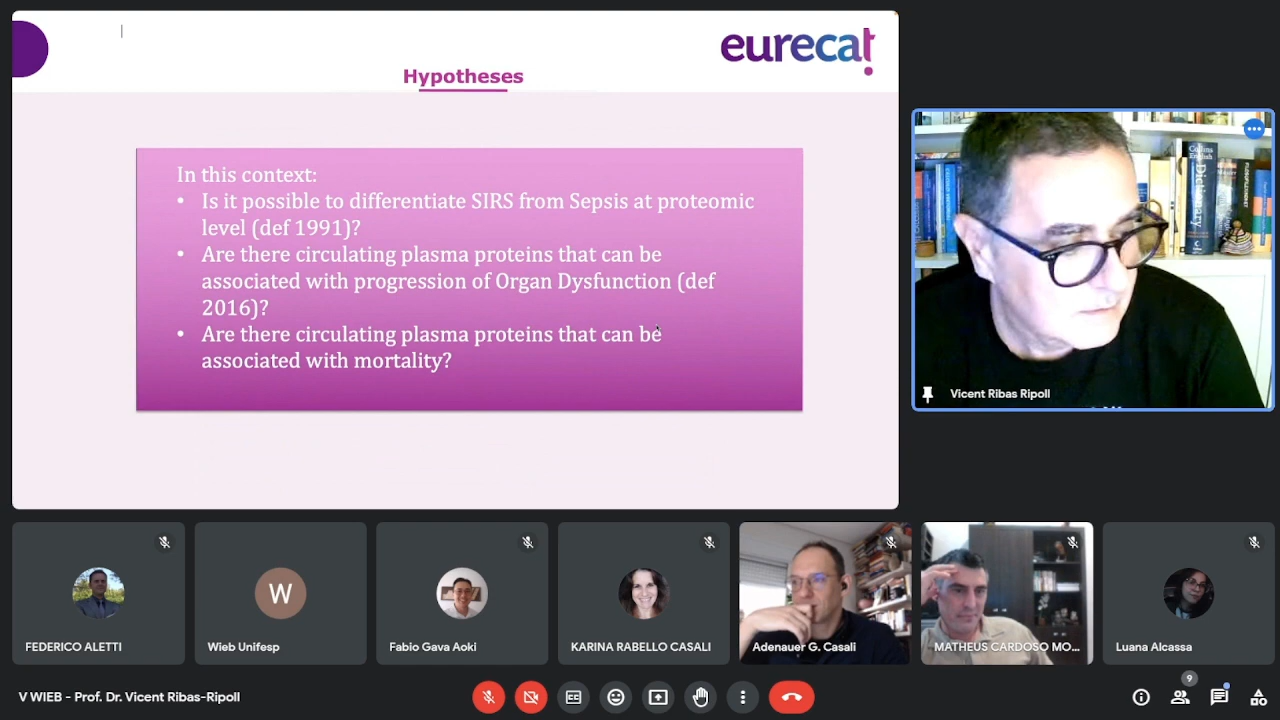 eurecat
Hypotheses
In this context:
• Is it possible to differentiate SIRS from Sepsis at proteomic
level (def 1991)?
• Are there circulating plasma proteins that can be
associated with progression of Organ Dysfunction (def
2016)?
• Are there circulating plasma proteins that can be
associated with mortality?
Collins
English
Dictionary
Vicent Ribas Ripoll
FEDERICO ALETTI
W
Wieb Unifesp
Fabio Gava Aoki
KARINA RABELLO CASALI
Adenauer G. Casali
MATHEUS CARDOSO MO...
Luana Alcassa
V WIEB - Prof. Dr. Vicent Ribas-Ripoll
9